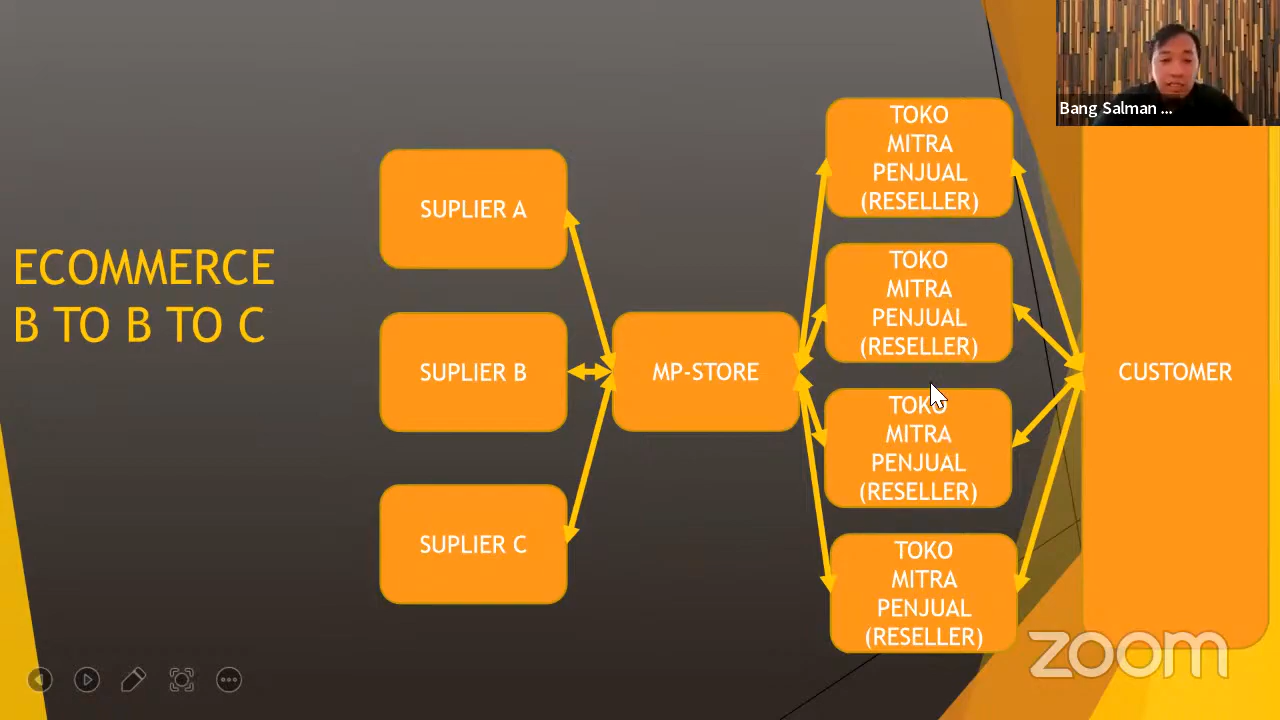 ECOMMERCE
B TO B TO C
SUPLIER A
SUPLIER B
SUPLIER C
MP-STORE
TOKO
MITRA
PENJUAL
(RESELLER)
TOKO
MITRA
PENJUAL
(RESELLER)
TOKO
MITRA
PENJUAL
(RESELLER)
TOKO
MITRA
PENJUAL
(RESELLER)
CUSTOMER
Bang Salman ...
zoom